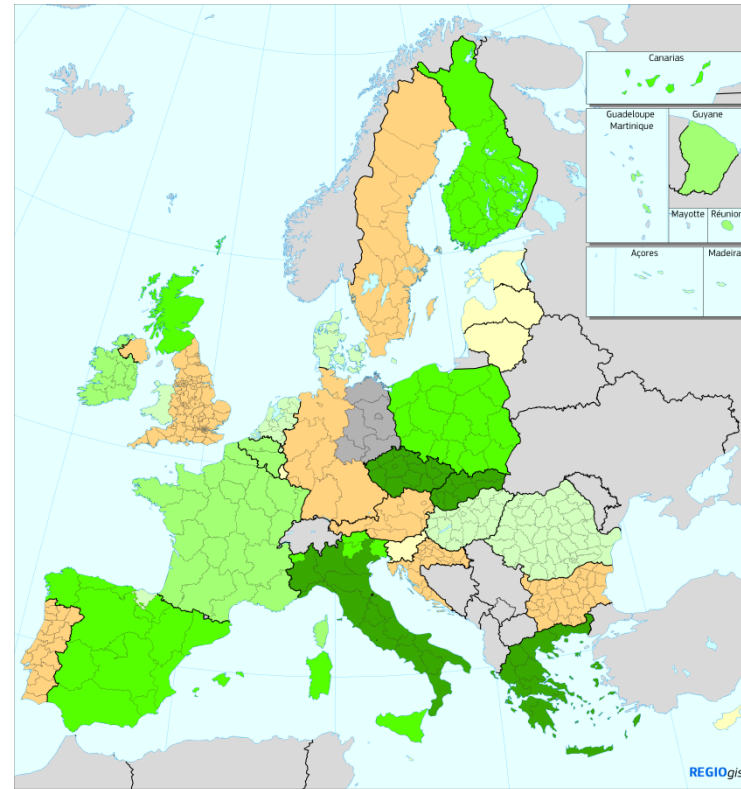 Canarias
Guadeloupe
Martinique
Guyane
Mayotte
Réunion
Açores
Madeira
REGIOgis